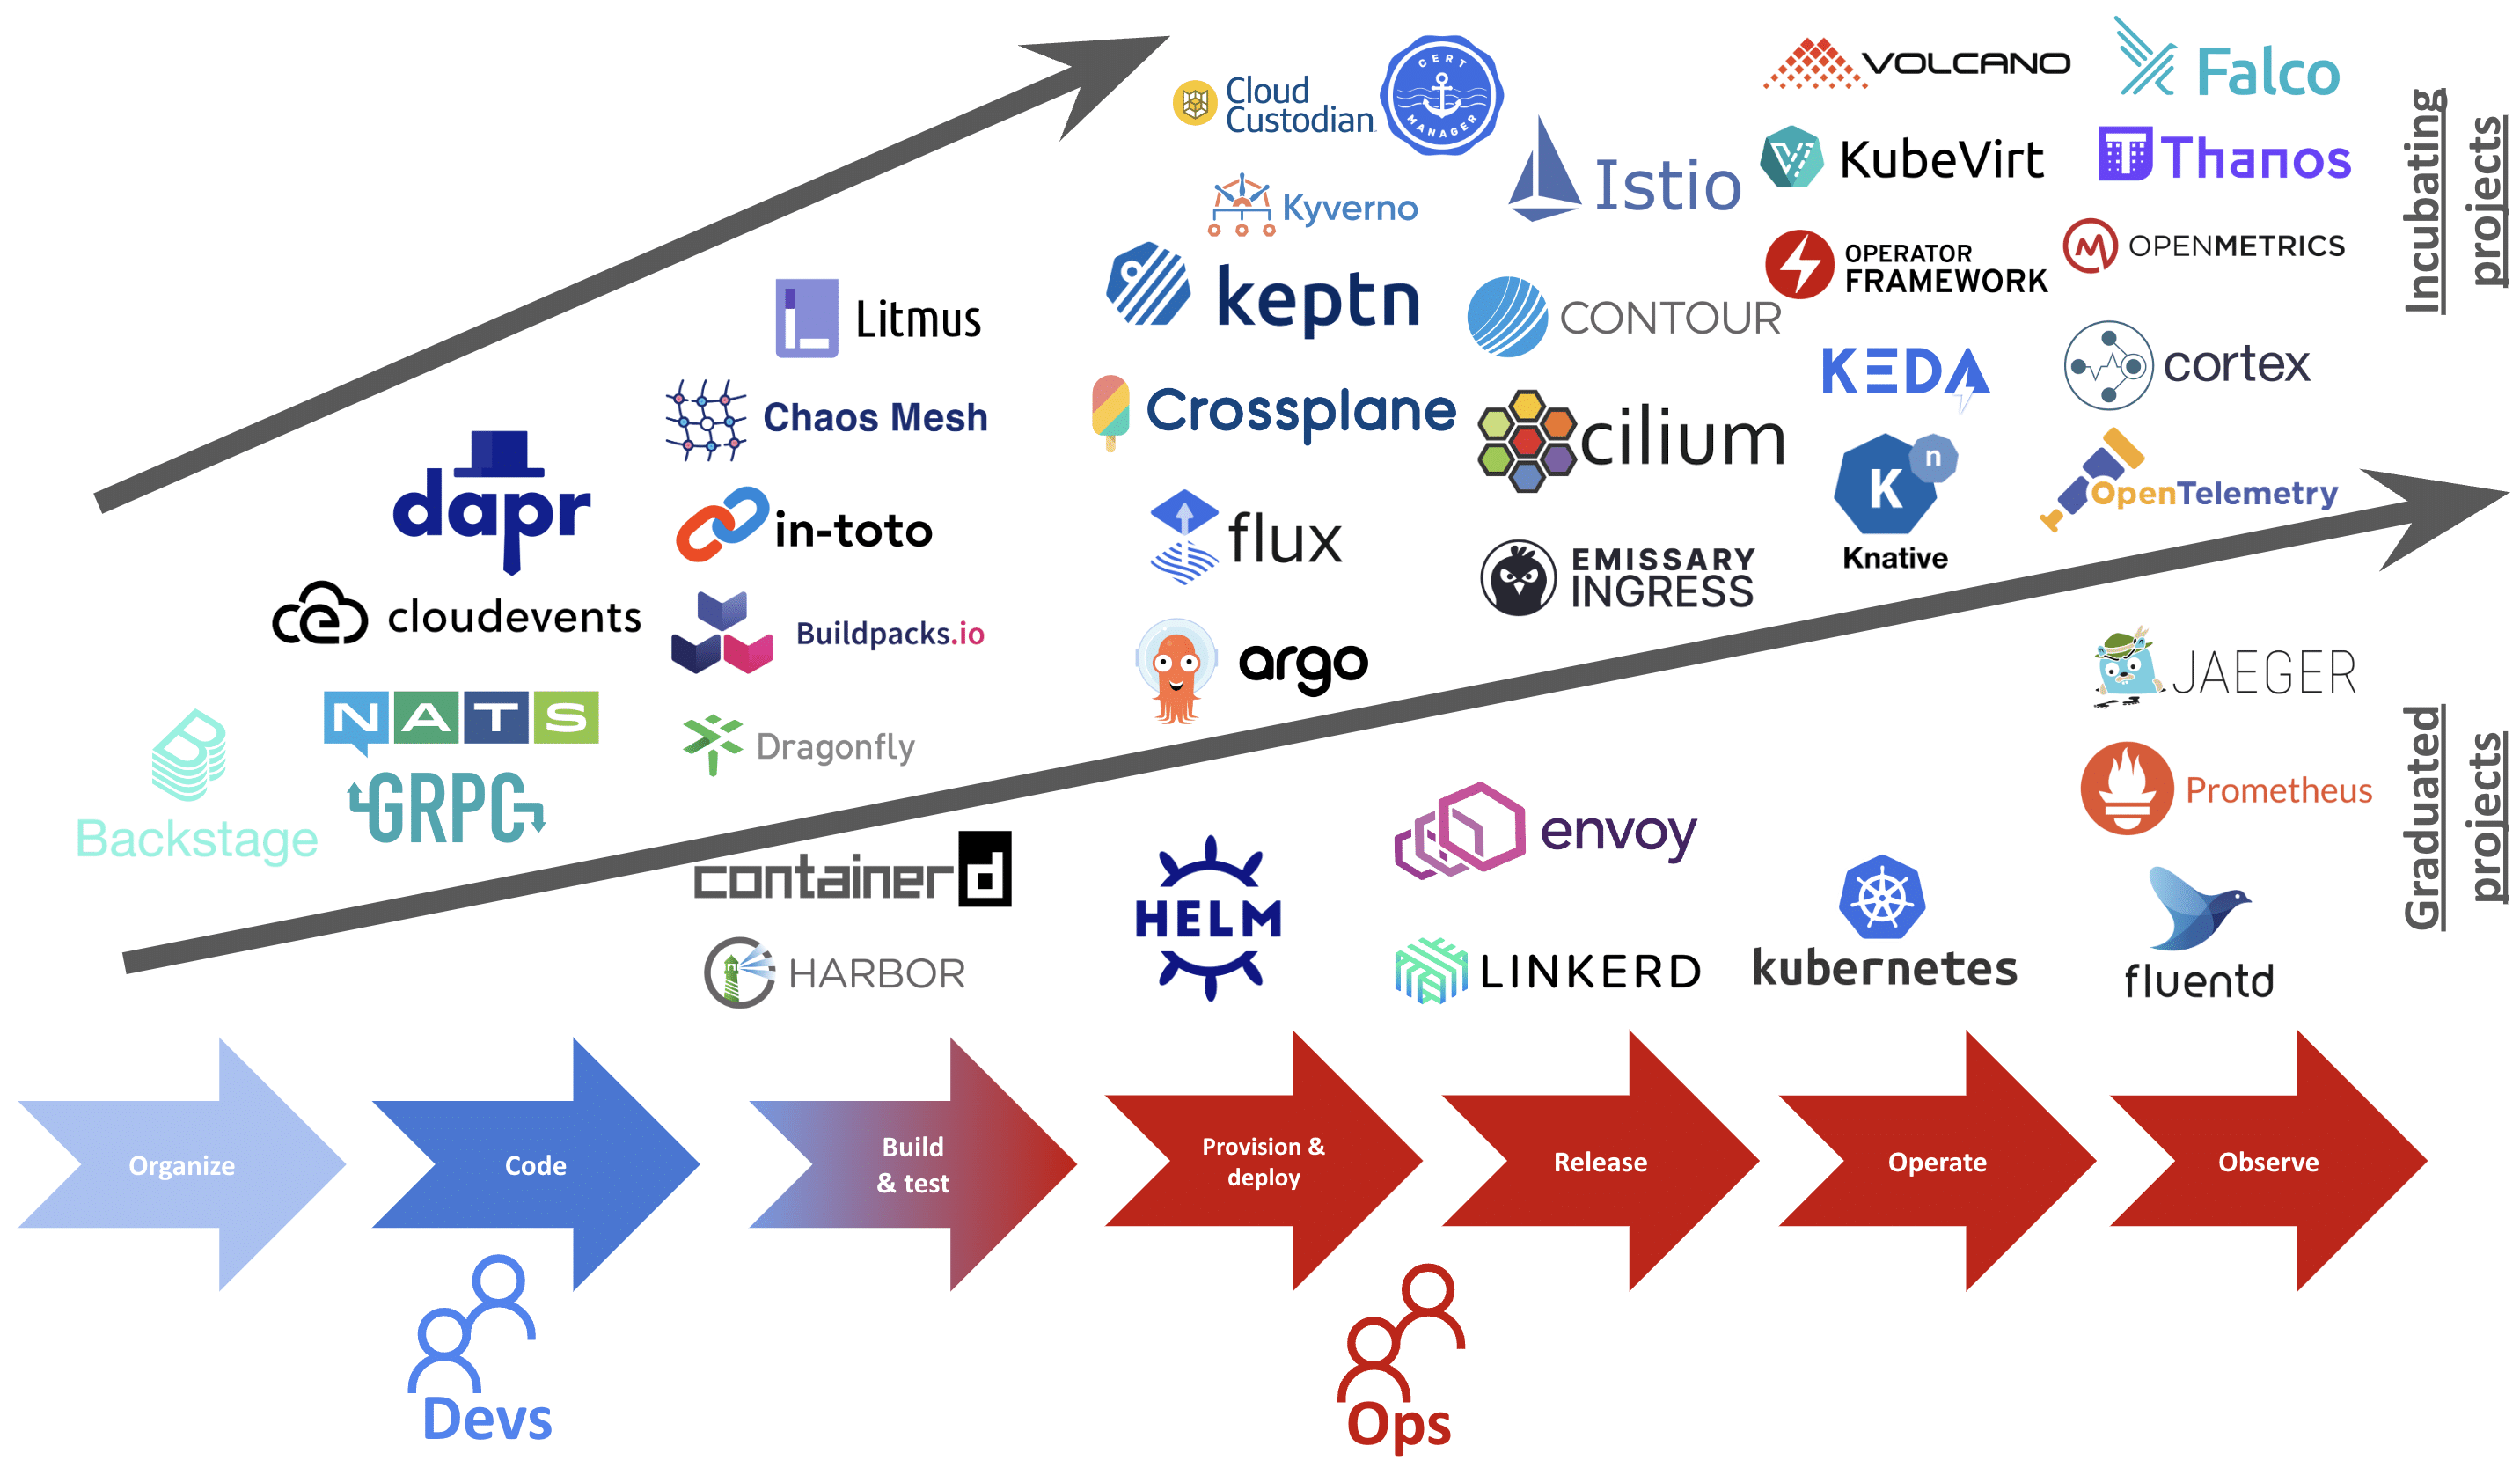 Cloud
Custodian
CERT
MANAGER
VOLCANO
Falco
Kyverno
Istio
KubeVirt
Thanos
Incubating
projects
Litmus
keptn
CONTOUR
OPERATOR
FRAMEWORK
OPENMETRICS
Chaos Mesh
Crossplane
cilium
KEDA
cortex
dapr
in-toto
flux
EMISSARY
INGRESS
K
n
Knative
OpenTelemetry
cloudevents
Buildpacks.io
argo
JAEGER
NATS
Dragonfly
Backstage
GRPC
containerd
HELM
envoy
Prometheus
Graduated
projects
HARBOR
LINKERD
kubernetes
fluentd
Organize
Code
Build
& test
Provision &
deploy
Release
Operate
Observe
Devs
Ops